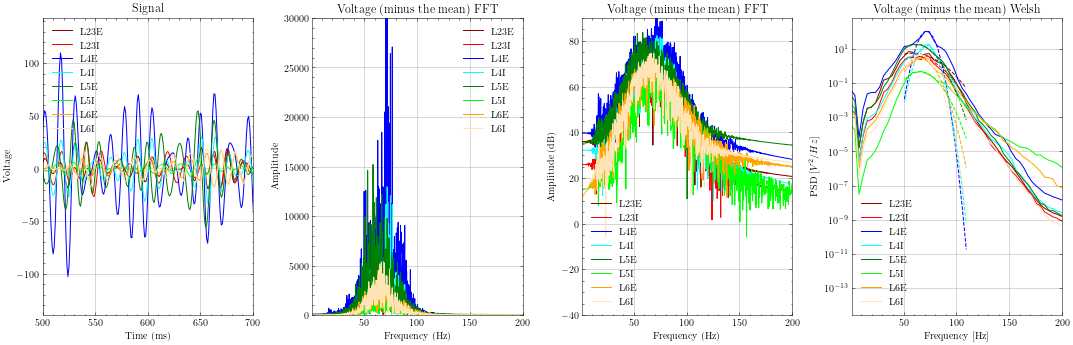 Signal
Voltage
100
50
0
−50
−100
500
550
600
650
700
Time (ms)
L23E
L23I
L4E
L4I
L5E
L5I
L6E
L6I
Voltage (minus the mean) FFT
Amplitude
30000
25000
20000
15000
10000
5000
0
50
100
150
200
Frequency (Hz)
L23E
L23I
L4E
L4I
L5E
L5I
L6E
L6I
Voltage (minus the mean) FFT
Amplitude (dB)
80
60
40
20
0
−20
−40
50
100
150
200
Frequency (Hz)
L23E
L23I
L4E
L4I
L5E
L5I
L6E
L6I
Voltage (minus the mean) Welsh
PSD [V²/Hz]
10¹
10⁻¹
10⁻³
10⁻⁵
10⁻⁷
10⁻⁹
10⁻¹¹
10⁻¹³
50
100
150
200
Frequency [Hz]
L23E
L23I
L4E
L4I
L5E
L5I
L6E
L6I